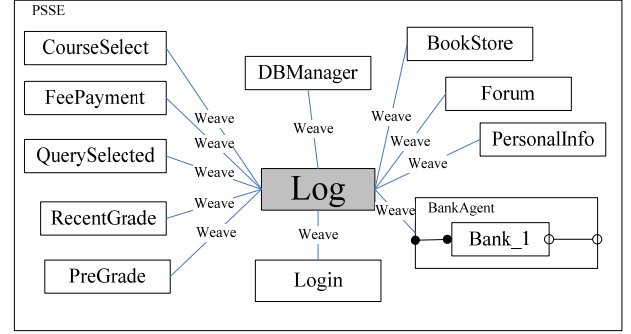 PSSE
CourseSelect
BookStore
DBManager
FeePayment
Forum
Weave
Weave
Weave
Weave
Weave
PersonalInfo
QuerySelected
Weave
Weave
Log
RecentGrade
Weave
Weave
BankAgent
Weave
Weave
Bank_1
PreGrade
Login